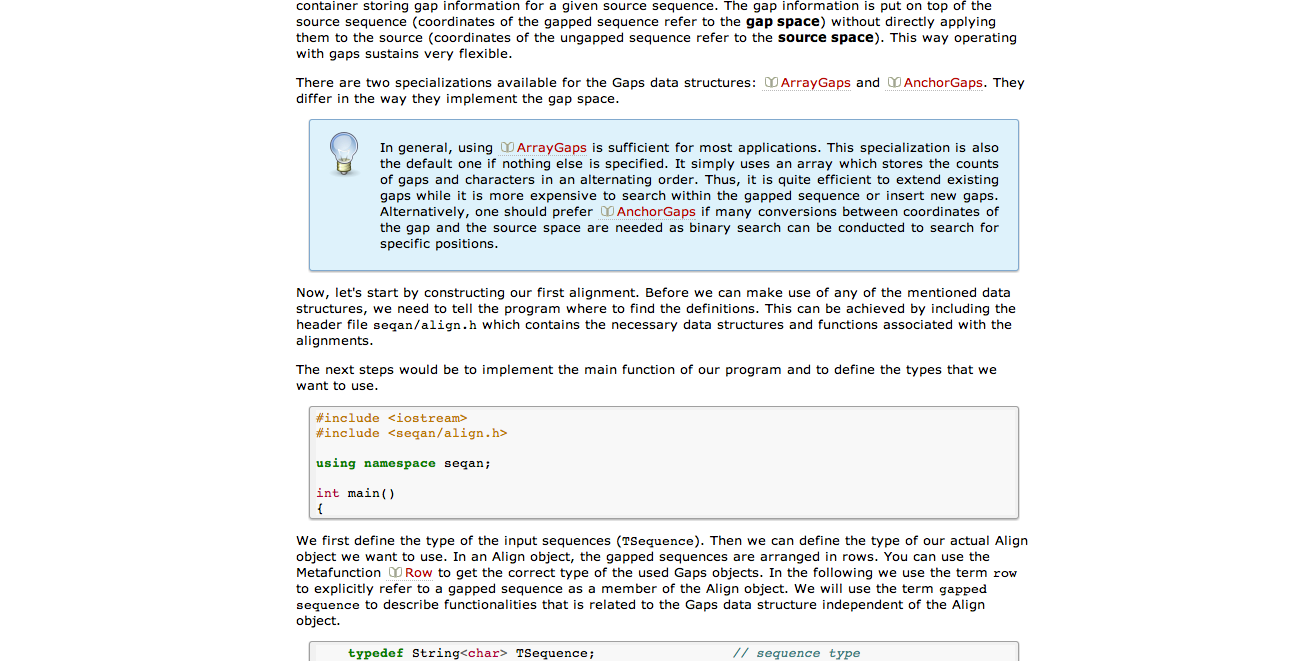 container storing gap information for a given source sequence. The gap information is put on top of the
source sequence (coordinates of the gapped sequence refer to the gap space) without directly applying
them to the source (coordinates of the ungapped sequence refer to the source space). This way operating
with gaps sustains very flexible.
There are two specializations available for the Gaps data structures: ArrayGaps and AnchorGaps. They
differ in the way they implement the gap space.
In general, using ArrayGaps is sufficient for most applications. This specialization is also
the default one if nothing else is specified. It simply uses an array which stores the counts
of gaps and characters in an alternating order. Thus, it is quite efficient to extend existing
gaps while it is more expensive to search within the gapped sequence or insert new gaps.
Alternatively, one should prefer AnchorGaps if many conversions between coordinates of
the gap and the source space are needed as binary search can be conducted to search for
specific positions.
Now, let's start by constructing our first alignment. Before we can make use of any of the mentioned data
structures, we need to tell the program where to find the definitions. This can be achieved by including the
header file seqan/align.h which contains the necessary data structures and functions associated with the
alignments.
The next steps would be to implement the main function of our program and to define the types that we
want to use.
#include <iostream>
#include <seqan/align.h>
using namespace seqan;
int main()
{
We first define the type of the input sequences (TSequence). Then we can define the type of our actual Align
object we want to use. In an Align object, the gapped sequences are arranged in rows. You can use the
Metafunction Row to get the correct type of the used Gaps objects. In the following we use the term row
to explicitly refer to a gapped sequence as a member of the Align object. We will use the term gapped
sequence to describe functionalities that is related to the Gaps data structure independent of the Align
object.
typedef String<char> TSequence; // sequence type